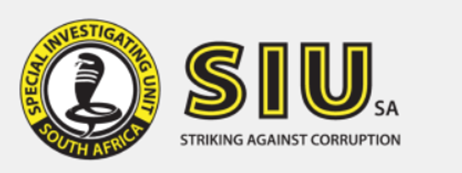 SPECIAL INVESTIGATING UNIT
SOUTH AFRICA
SIU SA
STRIKING AGAINST CORRUPTION